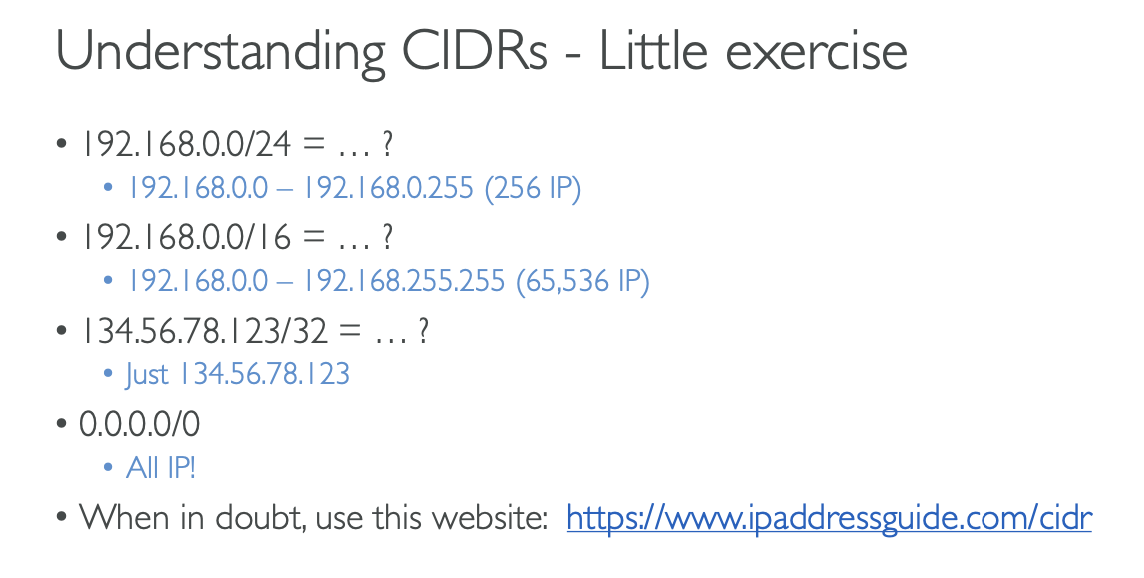 Understanding CIDRs - Little exercise
• 192.168.0.0/24 = … ?
• 192.168.0.0 – 192.168.0.255 (256 IP)
• 192.168.0.0/16 = … ?
• 192.168.0.0 – 192.168.255.255 (65,536 IP)
• 134.56.78.123/32 = … ?
• Just 134.56.78.123
• 0.0.0.0/0
• All IP!
• When in doubt, use this website: https://www.ipaddressguide.com/cidr